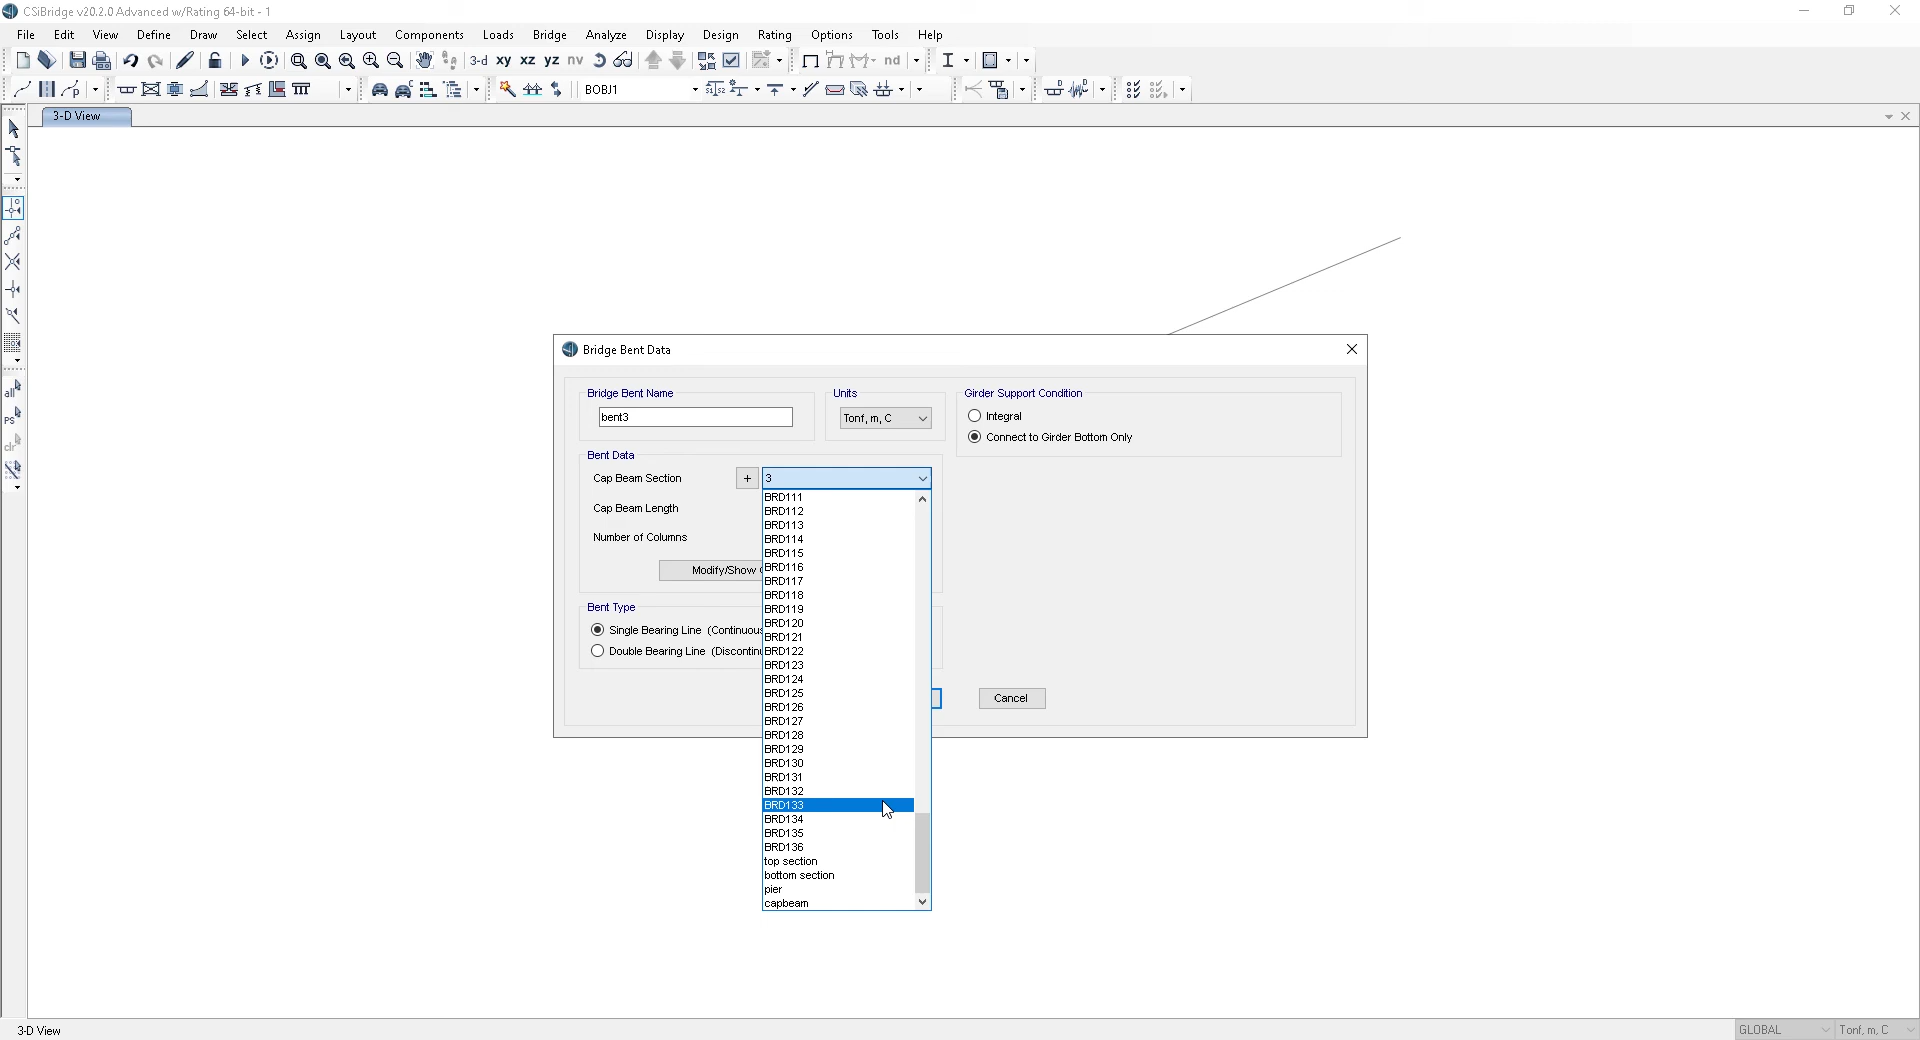 CSiBridge v20.2.0 Advanced w/Rating 64-bit - 1
File Edit View Define Draw Select Assign Layout Components Loads Bridge Analyze Display Design Rating Options Tools Help
3-d xy xz yz nv nd
BOBJ1
3-D View
Bridge Bent Data
Bridge Bent Name
bent3
Units
Tonf, m, C
Girder Support Condition
Integral
Connect to Girder Bottom Only
Bent Data
Cap Beam Section
+
3
Cap Beam Length
Number of Columns
Modify/Show
Bent Type
Single Bearing Line (Continuous
Double Bearing Line (Discontinu
BRD111
BRD112
BRD113
BRD114
BRD115
BRD116
BRD117
BRD118
BRD119
BRD120
BRD121
BRD122
BRD123
BRD124
BRD125
BRD126
BRD127
BRD128
BRD129
BRD130
BRD131
BRD132
BRD133
BRD134
BRD135
BRD136
top section
bottom section
pier
capbeam
Cancel
all
PS
clr
3-D View
GLOBAL
Tonf, m, C